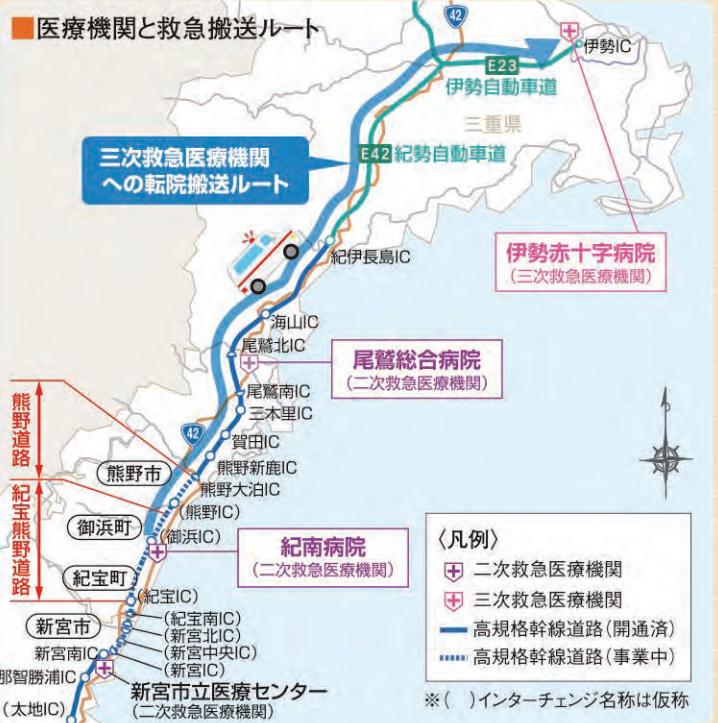 ■医療機関と救急搬送ルート
42
伊勢IC
E23
伊勢自動車道
三重県
三次救急医療機関
への転院搬送ルート
E42 紀勢自動車道
伊勢赤十字病院
(三次救急医療機関)
紀伊長島IC
海山IC
尾鷲北IC
尾鷲総合病院
(二次救急医療機関)
尾鷲南IC
三木里IC
熊野道路
42
賀田IC
熊野新鹿IC
熊野市
熊野大泊IC
紀宝熊野道路
(熊野IC)
御浜町
(御浜IC)
紀南病院
(二次救急医療機関)
紀宝町
(紀宝IC)
(紀宝南IC)
新宮市
(新宮北IC)
(新宮中央IC)
新宮南IC
(新宮IC)
那智勝浦IC
新宮市立医療センター
(二次救急医療機関)
(太地IC)
〈凡例〉
二次救急医療機関
三次救急医療機関
高規格幹線道路(開通済)
高規格幹線道路(事業中)
※( )インターチェンジ名称は仮称